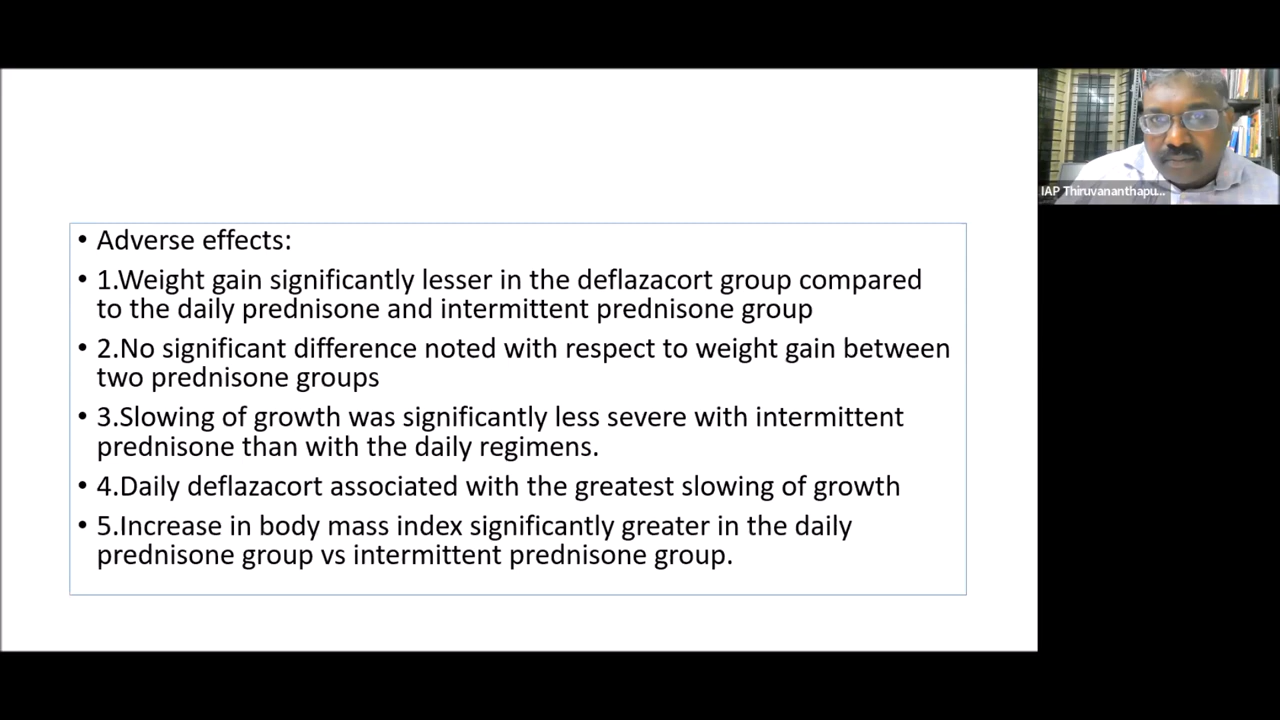 • Adverse effects:
• 1.Weight gain significantly lesser in the deflazacort group compared
to the daily prednisone and intermittent prednisone group
• 2.No significant difference noted with respect to weight gain between
two prednisone groups
• 3.Slowing of growth was significantly less severe with intermittent
prednisone than with the daily regimens.
• 4.Daily deflazacort associated with the greatest slowing of growth
• 5.Increase in body mass index significantly greater in the daily
prednisone group vs intermittent prednisone group.
IAP Thiruvananthapu...